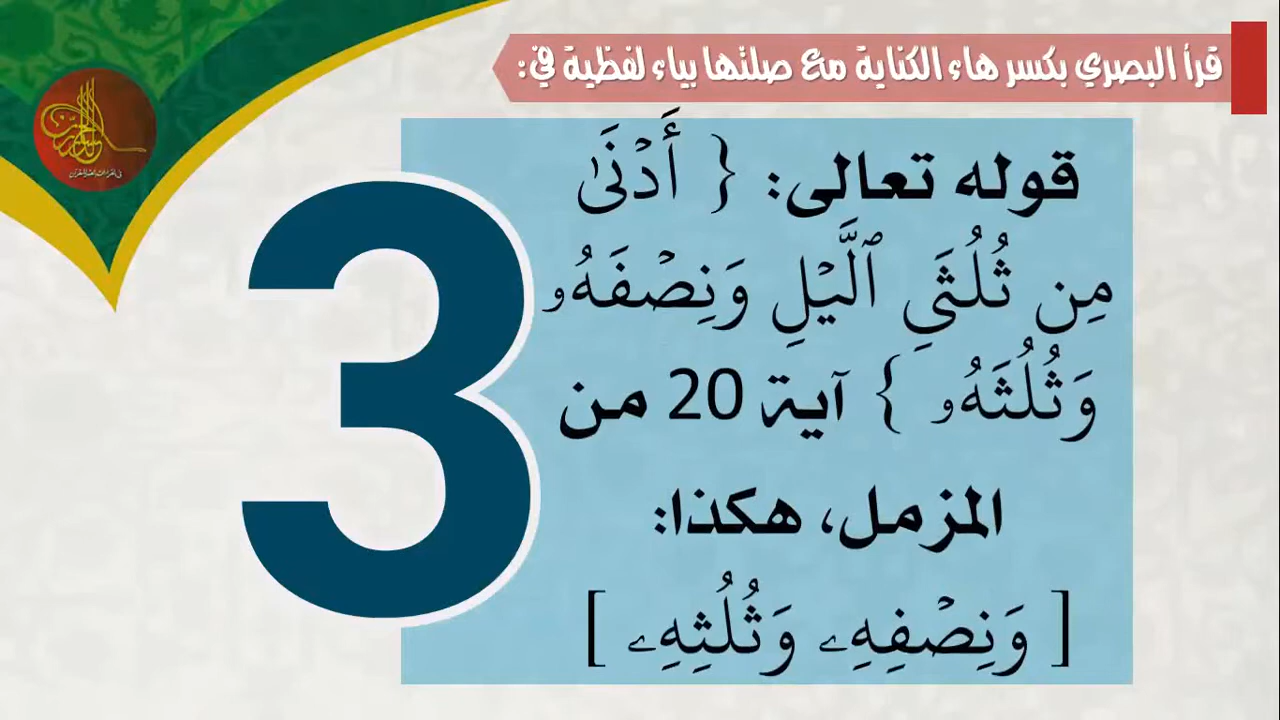 قرأ البصري بكسر هاء الكناية مع صلتها بياء لفظية في:
قوله تعالى: { أَدۡنَىٰ
مِن ثُلُثَيِ ٱلَّيۡلِ وَنِصۡفَهُۥ
وَثُلُثَهُۥ } آية 20 من
المزمل، هكذا:
[ وَنِصۡفِهِۦ وَثُلُثِهِۦ ]
3